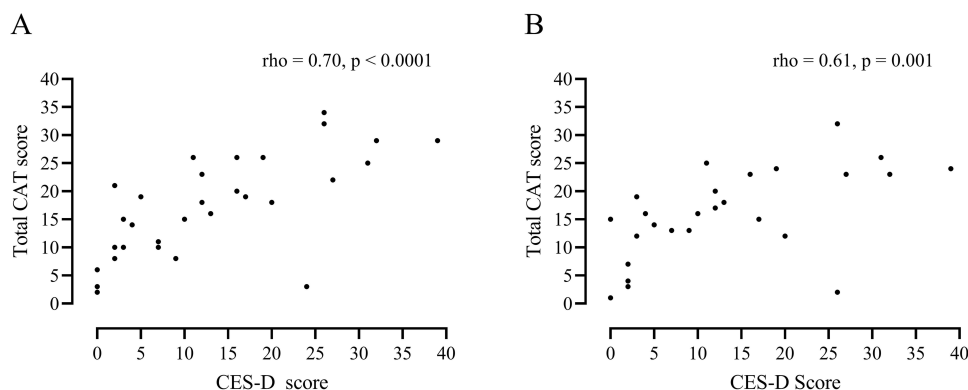 A
rho = 0.70, p < 0.0001
Total CAT score
40
35
30
25
20
15
10
5
0
0 5 10 15 20 25 30 35 40
CES-D score
B
rho = 0.61, p = 0.001
Total CAT score
40
35
30
25
20
15
10
5
0
0 5 10 15 20 25 30 35 40
CES-D Score